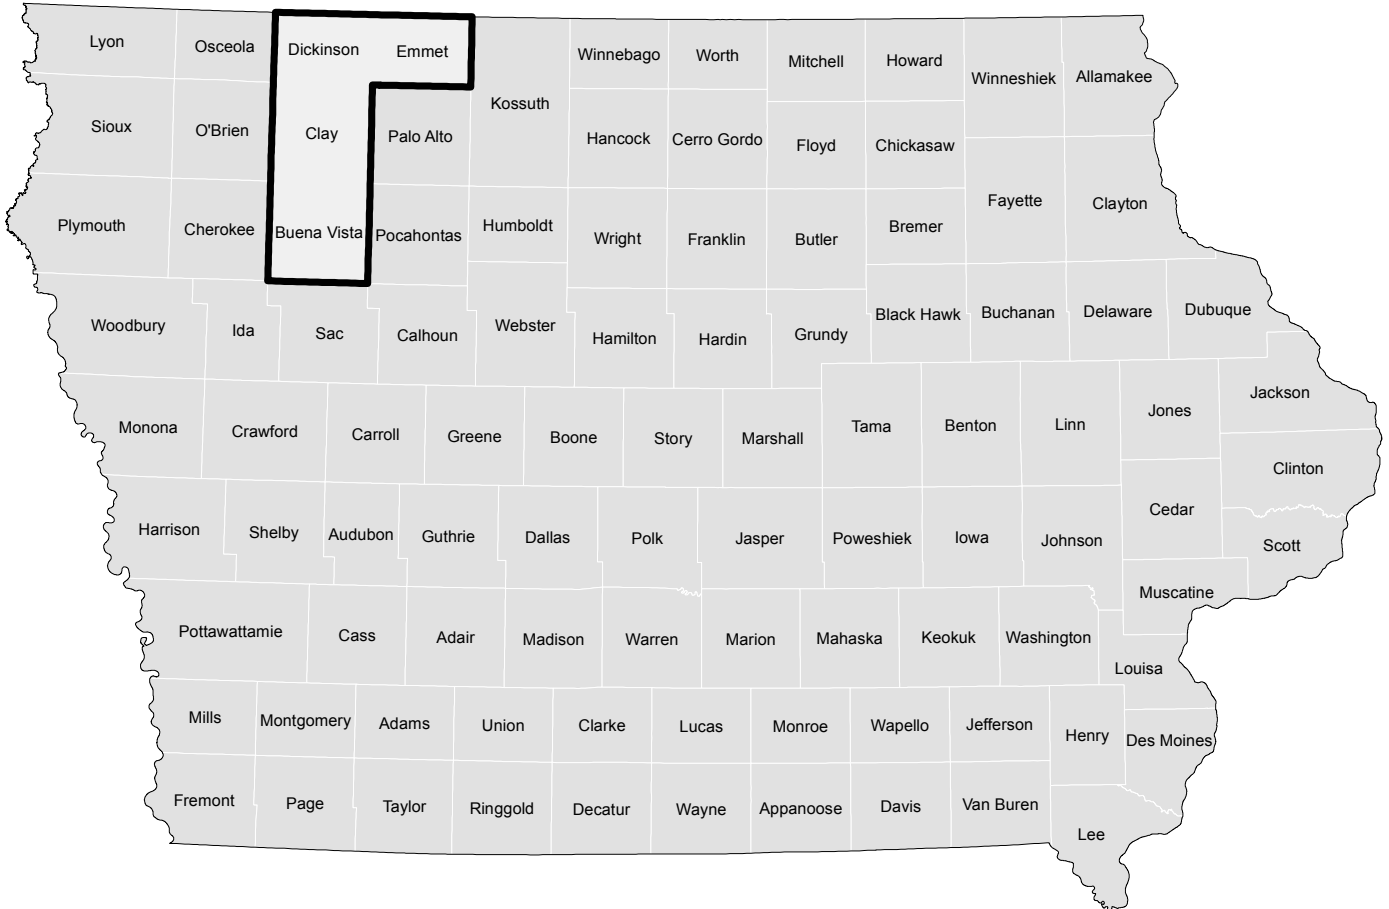 Lyon
Osceola
Dickinson
Emmet
Winnebago
Worth
Mitchell
Howard
Winneshiek
Allamakee
Kossuth
Sioux
O'Brien
Clay
Palo Alto
Hancock
Cerro Gordo
Floyd
Chickasaw
Fayette
Clayton
Plymouth
Cherokee
Buena Vista
Pocahontas
Humboldt
Wright
Franklin
Butler
Bremer
Woodbury
Ida
Sac
Calhoun
Webster
Hamilton
Hardin
Grundy
Black Hawk
Buchanan
Delaware
Dubuque
Monona
Crawford
Carroll
Greene
Boone
Story
Marshall
Tama
Benton
Linn
Jones
Jackson
Clinton
Harrison
Shelby
Audubon
Guthrie
Dallas
Polk
Jasper
Poweshiek
Iowa
Johnson
Cedar
Scott
Muscatine
Pottawattamie
Cass
Adair
Madison
Warren
Marion
Mahaska
Keokuk
Washington
Louisa
Mills
Montgomery
Adams
Union
Clarke
Lucas
Monroe
Wapello
Jefferson
Henry
Des Moines
Fremont
Page
Taylor
Ringgold
Decatur
Wayne
Appanoose
Davis
Van Buren
Lee